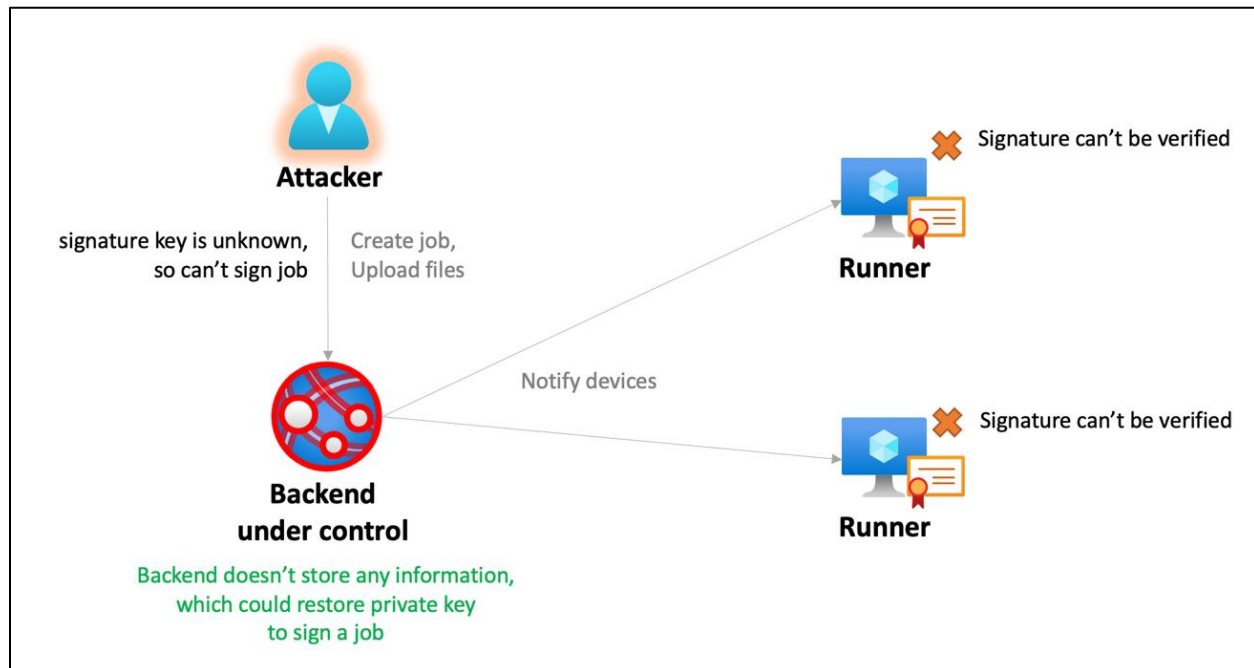 Attacker
signature key is unknown,
so can't sign job
Create job,
Upload files
Signature can't be verified
Runner
Notify devices
Signature can't be verified
Runner
Backend
under control
Backend doesn't store any information,
which could restore private key
to sign a job